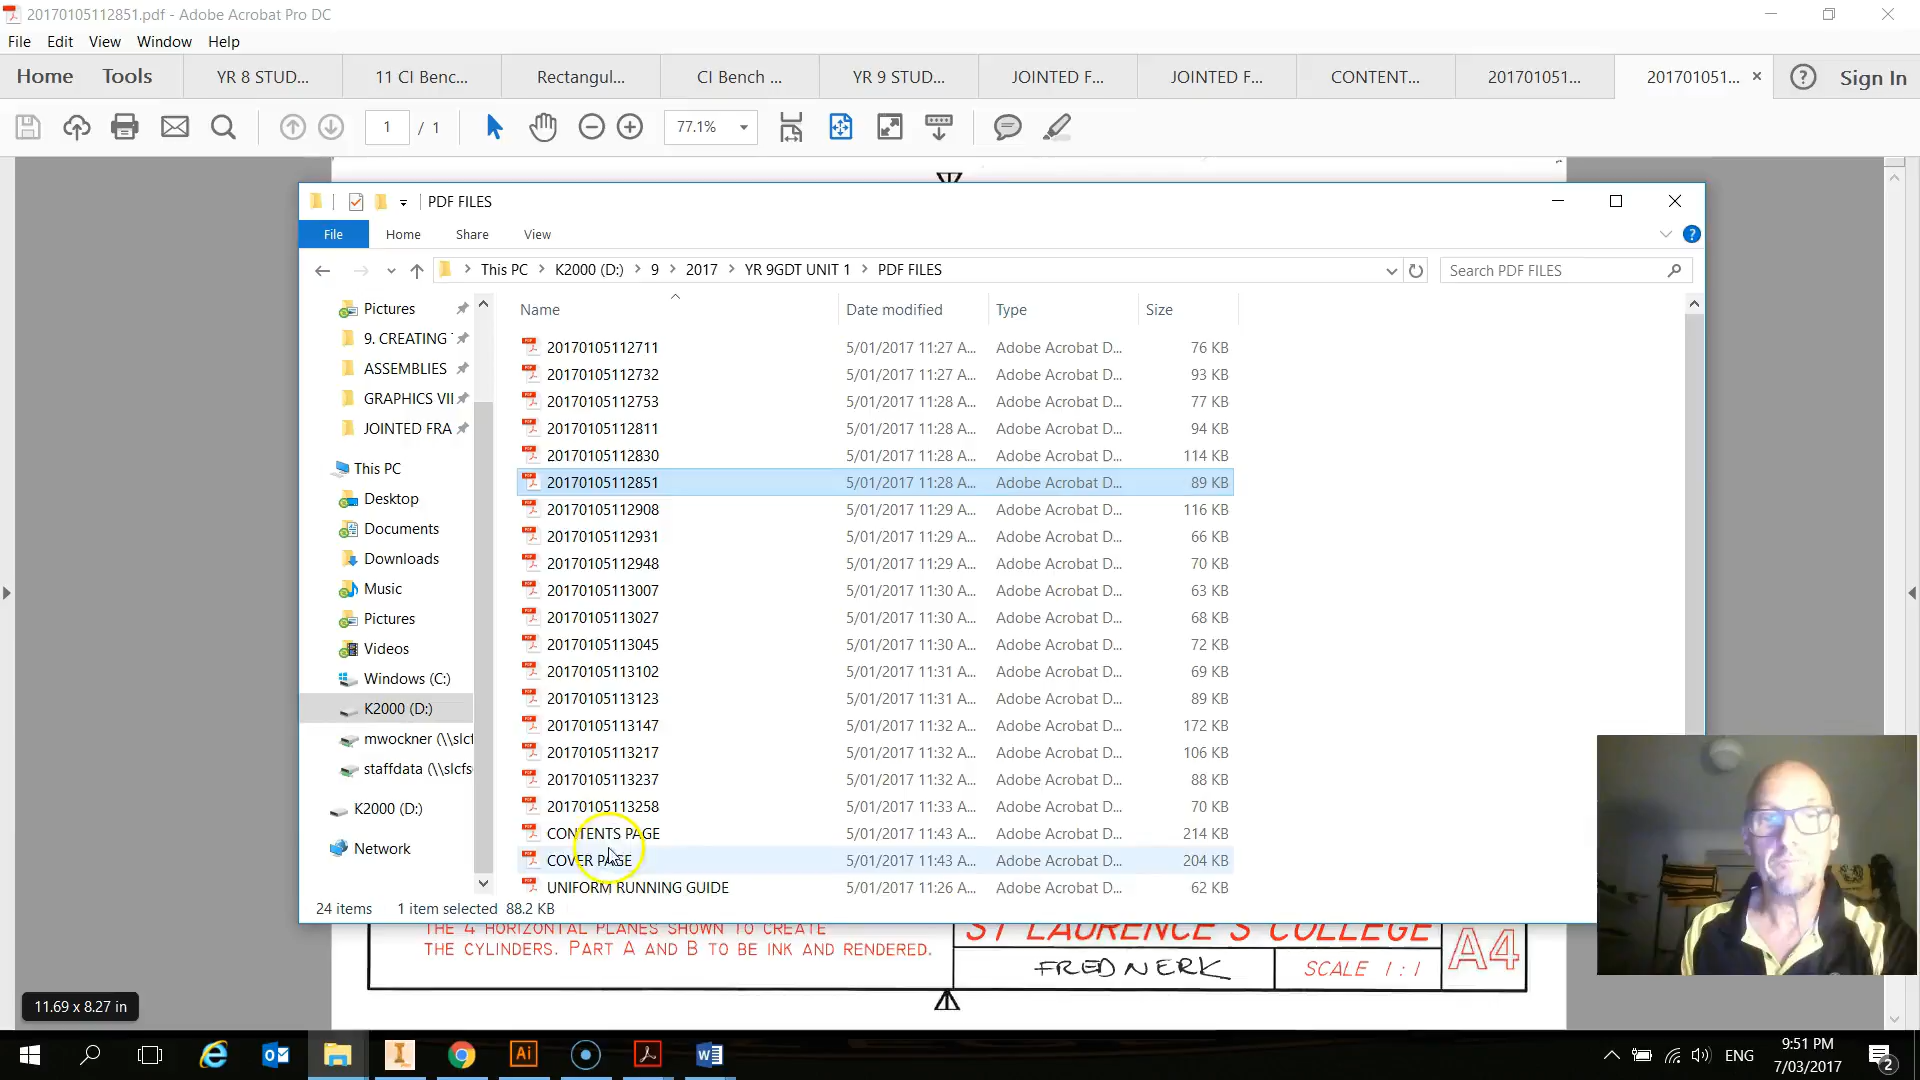 20170105112851.pdf - Adobe Acrobat Pro DC
File Edit View Window Help
Home Tools YR 8 STUD... 11 CI Benc... Rectangul... CI Bench ... YR 9 STUD... JOINTED F... JOINTED F... CONTENT... 201701051... 201701051... × ? Sign In
1 / 1 77.1%
PDF FILES
File Home Share View
This PC > K2000 (D:) > 9 > 2017 > YR 9GDT UNIT 1 > PDF FILES Search PDF FILES
Pictures
9. CREATING
ASSEMBLIES
GRAPHICS VII
JOINTED FRA
This PC
Desktop
Documents
Downloads
Music
Pictures
Videos
Windows (C:)
K2000 (D:)
mwockner (\\slcf
staffdata (\\slcfs
K2000 (D:)
Network
Name Date modified Type Size
20170105112711 5/01/2017 11:27 A... Adobe Acrobat D... 76 KB
20170105112732 5/01/2017 11:27 A... Adobe Acrobat D... 93 KB
20170105112753 5/01/2017 11:28 A... Adobe Acrobat D... 77 KB
20170105112811 5/01/2017 11:28 A... Adobe Acrobat D... 94 KB
20170105112830 5/01/2017 11:28 A... Adobe Acrobat D... 114 KB
20170105112851 5/01/2017 11:28 A... Adobe Acrobat D... 89 KB
20170105112908 5/01/2017 11:29 A... Adobe Acrobat D... 116 KB
20170105112931 5/01/2017 11:29 A... Adobe Acrobat D... 66 KB
20170105112948 5/01/2017 11:29 A... Adobe Acrobat D... 70 KB
20170105113007 5/01/2017 11:30 A... Adobe Acrobat D... 63 KB
20170105113027 5/01/2017 11:30 A... Adobe Acrobat D... 68 KB
20170105113045 5/01/2017 11:30 A... Adobe Acrobat D... 72 KB
20170105113102 5/01/2017 11:31 A... Adobe Acrobat D... 69 KB
20170105113123 5/01/2017 11:31 A... Adobe Acrobat D... 89 KB
20170105113147 5/01/2017 11:32 A... Adobe Acrobat D... 172 KB
20170105113217 5/01/2017 11:32 A... Adobe Acrobat D... 106 KB
20170105113237 5/01/2017 11:32 A... Adobe Acrobat D... 88 KB
20170105113258 5/01/2017 11:33 A... Adobe Acrobat D... 70 KB
CONTENTS PAGE 5/01/2017 11:43 A... Adobe Acrobat D... 214 KB
COVER PAGE 5/01/2017 11:43 A... Adobe Acrobat D... 204 KB
UNIFORM RUNNING GUIDE 5/01/2017 11:26 A... Adobe Acrobat D... 62 KB
24 items 1 item selected 88.2 KB
THE 4 HORIZONTAL PLANES SHOWN TO CREATE
THE CYLINDERS. PART A AND B TO BE INK AND RENDERED.
ST LAURENCE'S COLLEGE
FRED NERK SCALE 1:1 A4
11.69 x 8.27 in
ENG
9:51 PM
7/03/2017
2